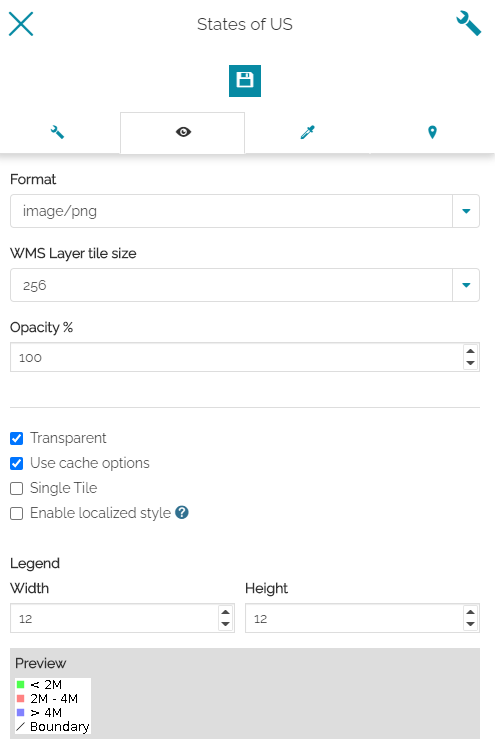 States of US
Format
image/png
WMS Layer tile size
256
Opacity %
100
Transparent
Use cache options
Single Tile
Enable localized style ?
Legend
Width Height
12 12
Preview
< 2M
2M - 4M
> 4M
Boundary